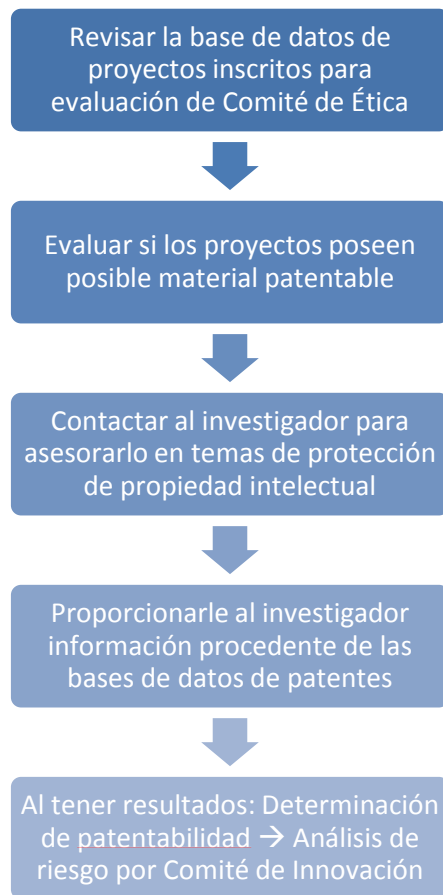 Revisar la base de datos de
proyectos inscritos para
evaluación de Comité de Ética
Evaluar si los proyectos poseen
posible material patentable
Contactar al investigador para
asesorarlo en temas de protección
de propiedad intelectual
Proporcionarle al investigador
información procedente de las
bases de datos de patentes
Al tener resultados: Determinación
de patentabilidad → Análisis de
riesgo por Comité de Innovación